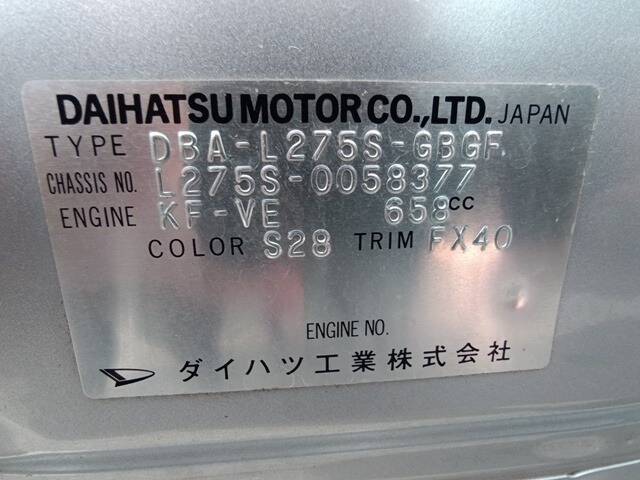 DAIHATSU MOTOR CO.,LTD. JAPAN
TYPE DBA-L275S-GBGF
CHASSIS NO. L275S-0058377
ENGINE KF-VE 658cc
COLOR S28 TRIM FX40
ENGINE NO.
ダイハツ工業株式会社